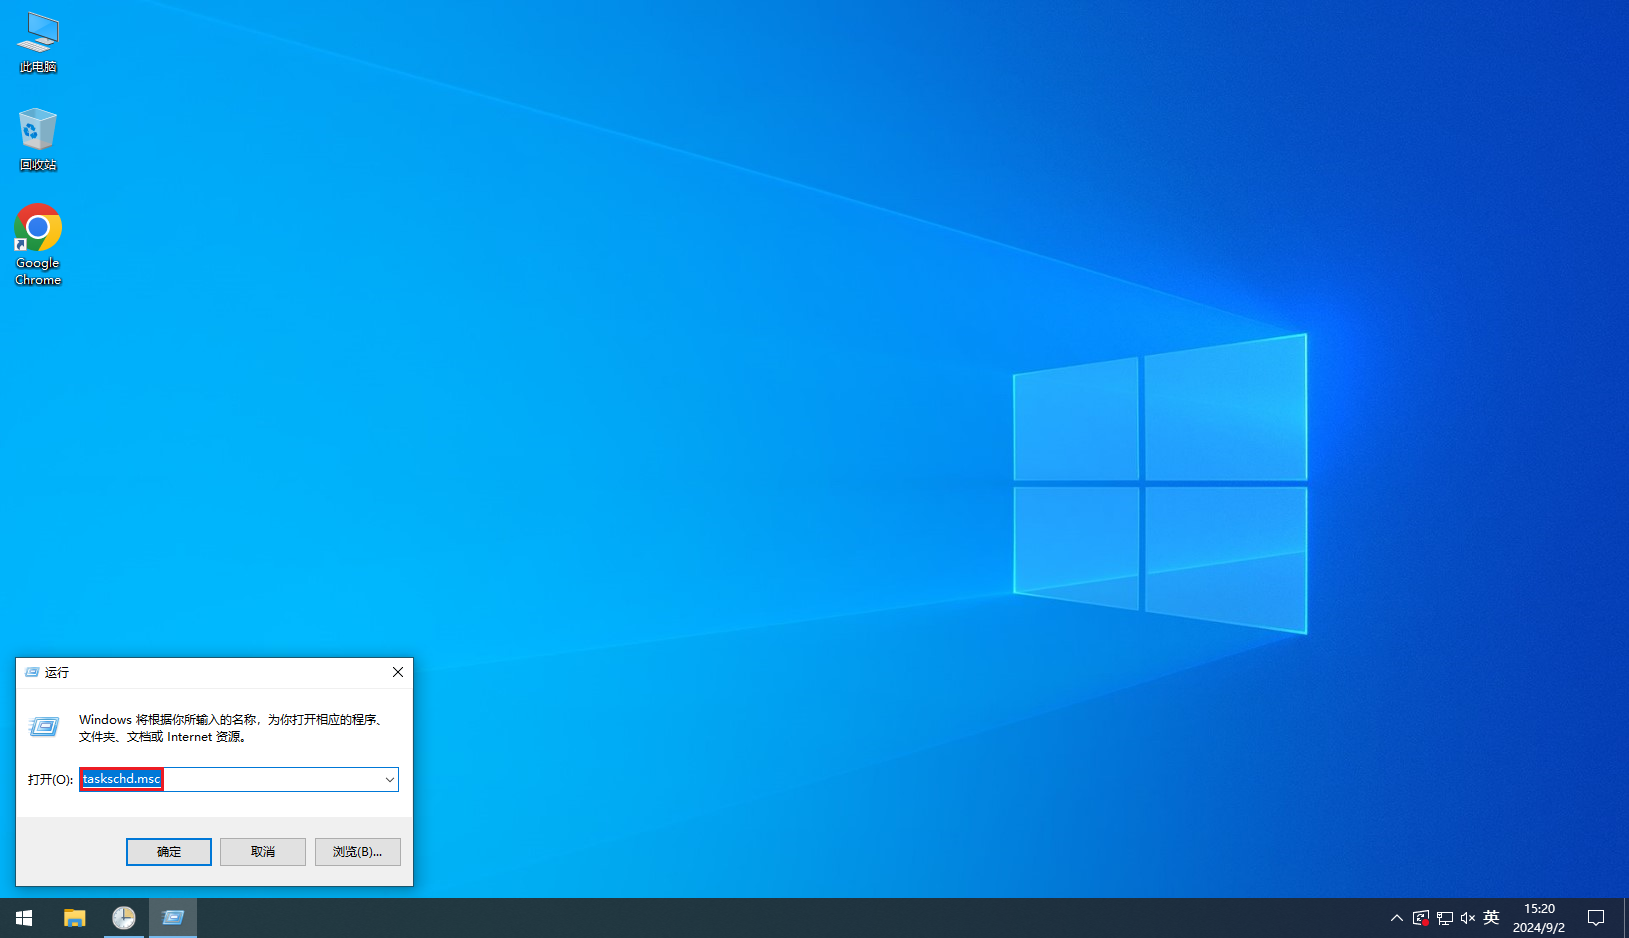 此电脑
回收站
Google
Chrome
运行
Windows 将根据你所输入的名称，为你打开相应的程序、
文件夹、文档或 Internet 资源。
打开(O): taskschd.msc
确定 取消 浏览(B)...
英 15:20
2024/9/2